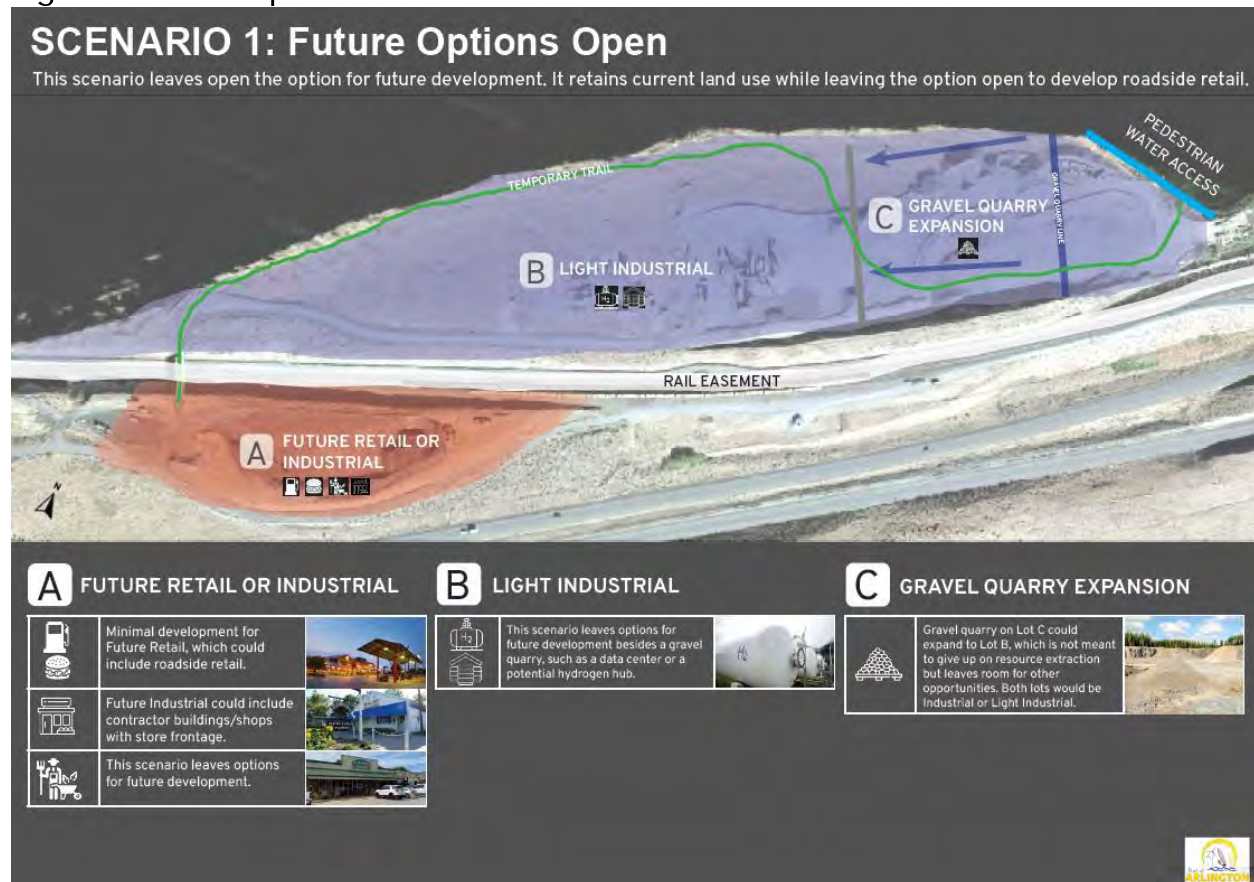 SCENARIO 1: Future Options Open
This scenario leaves open the option for future development. It retains current land use while leaving the option open to develop roadside retail.
PEDESTRIAN
WATER ACCESS
TEMPORARY TRAIL
GRAVEL QUARRY LINE
C GRAVEL QUARRY
EXPANSION
B LIGHT INDUSTRIAL
H2
RAIL EASEMENT
A FUTURE RETAIL OR
INDUSTRIAL
N
A FUTURE RETAIL OR INDUSTRIAL
Minimal development for
Future Retail, which could
include roadside retail.
Future Industrial could include
contractor buildings/shops
with store frontage.
This scenario leaves options
for future development.
B LIGHT INDUSTRIAL
H2
This scenario leaves options for
future development besides a gravel
quarry, such as a data center or a
potential hydrogen hub.
H2
C GRAVEL QUARRY EXPANSION
Gravel quarry on Lot C could
expand to Lot B, which is not meant
to give up on resource extraction
but leaves room for other
opportunities. Both lots would be
Industrial or Light Industrial.
ARLINGTON